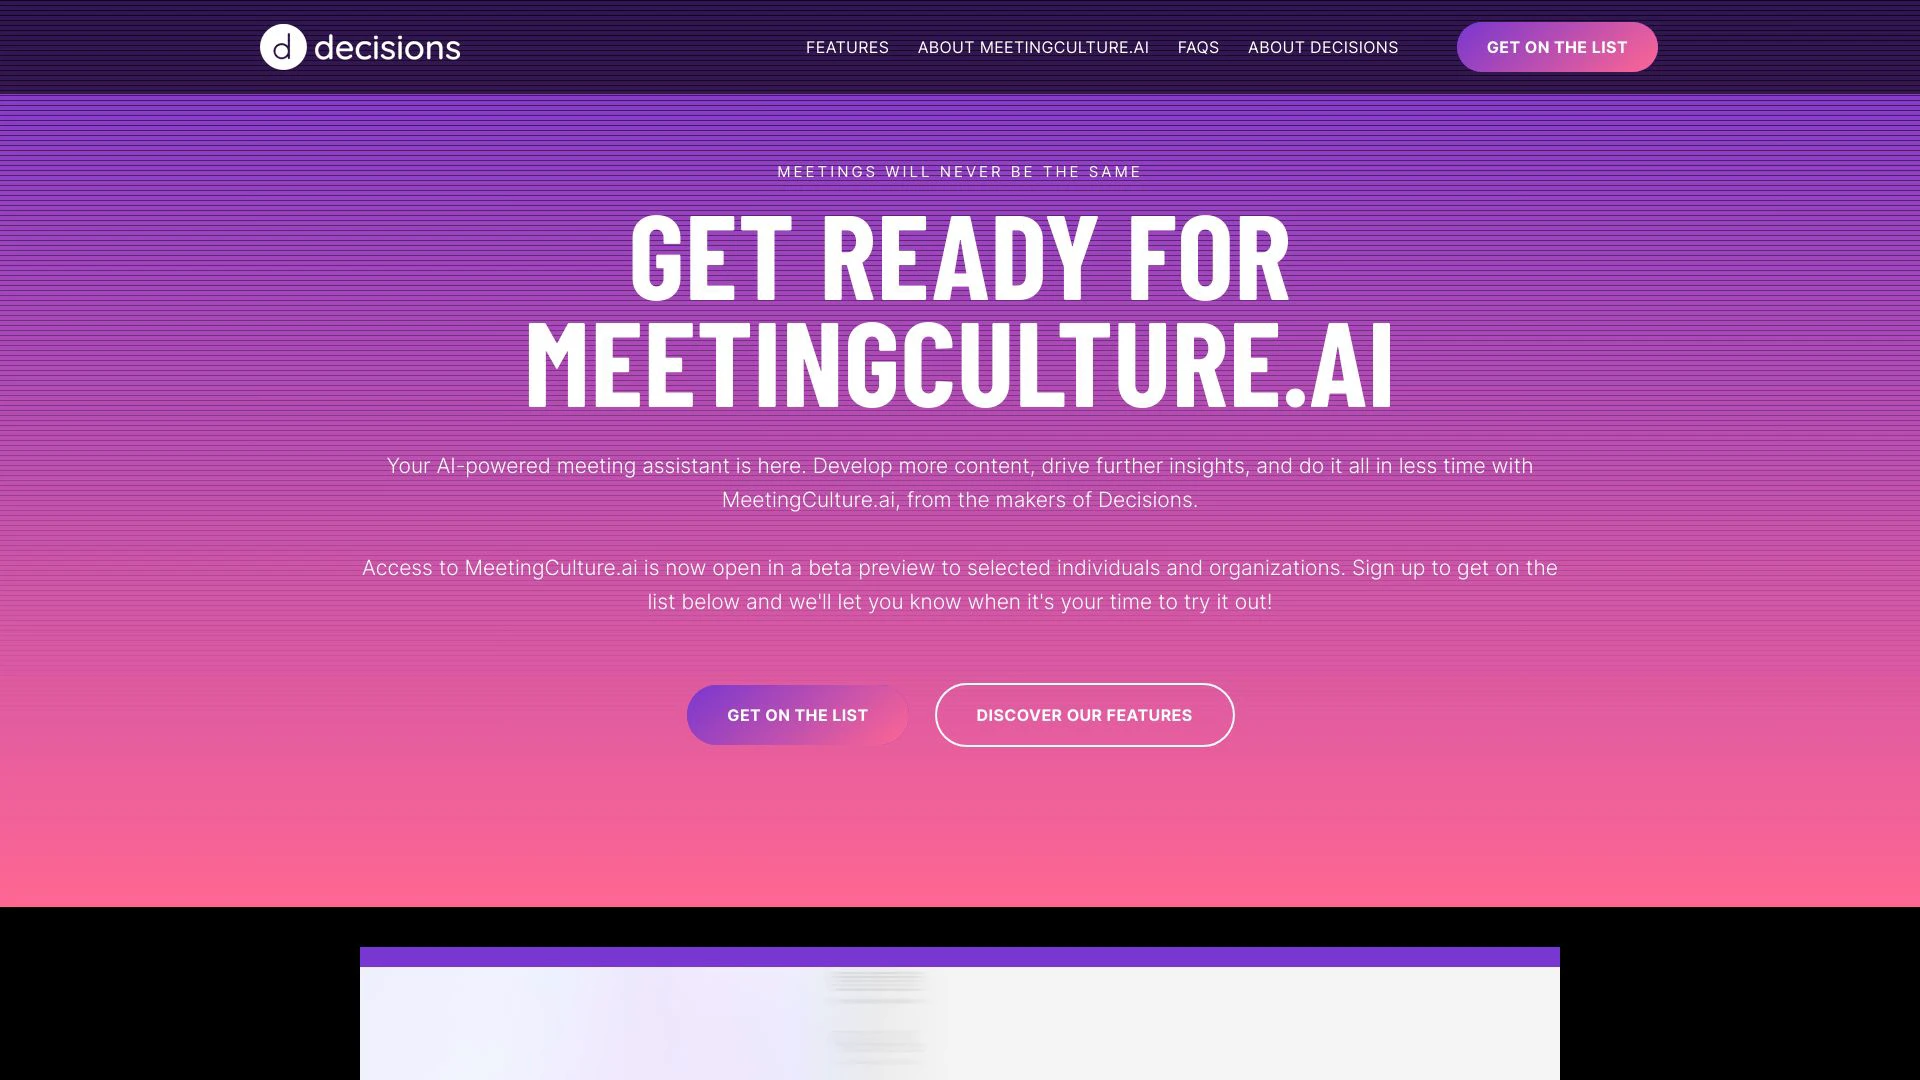 decisions
FEATURES ABOUT MEETINGCULTURE.AI FAQS ABOUT DECISIONS GET ON THE LIST
MEETINGS WILL NEVER BE THE SAME
GET READY FOR
MEETINGCULTURE.AI
Your AI-powered meeting assistant is here. Develop more content, drive further insights, and do it all in less time with
MeetingCulture.ai, from the makers of Decisions.
Access to MeetingCulture.ai is now open in a beta preview to selected individuals and organizations. Sign up to get on the
list below and we'll let you know when it's your time to try it out!
GET ON THE LIST DISCOVER OUR FEATURES